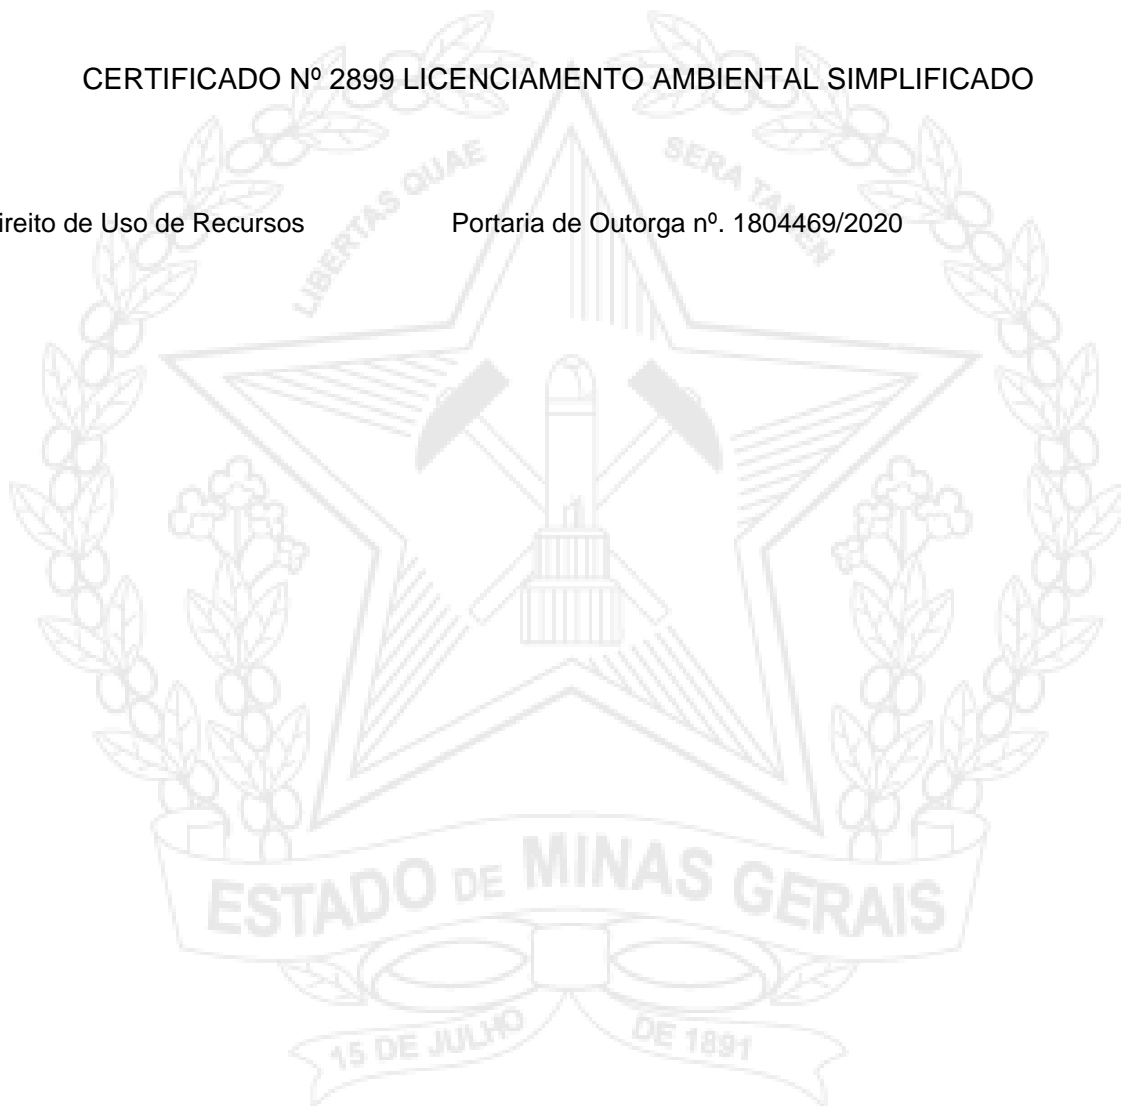 CERTIFICADO Nº 2899 LICENCIAMENTO AMBIENTAL SIMPLIFICADO
LIBERTAS QUAE SERA TAMEN
ireito de Uso de Recursos Portaria de Outorga nº. 1804469/2020
ESTADO DE MINAS GERAIS
15 DE JULHO DE 1891